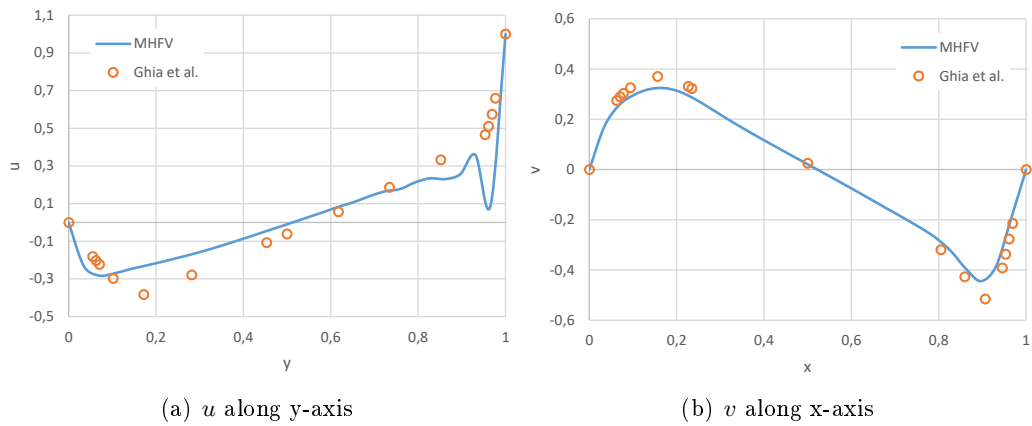 1,1
0,9
0,7
0,5
0,3
0,1
-0,1
-0,3
-0,5
u
0
0,2
0,4
0,6
0,8
1
y
MHFV
Ghia et al.
(a) u along y-axis
0,6
0,4
0,2
0
-0,2
-0,4
-0,6
v
0
0,2
0,4
0,6
0,8
1
x
MHFV
Ghia et al.
(b) v along x-axis